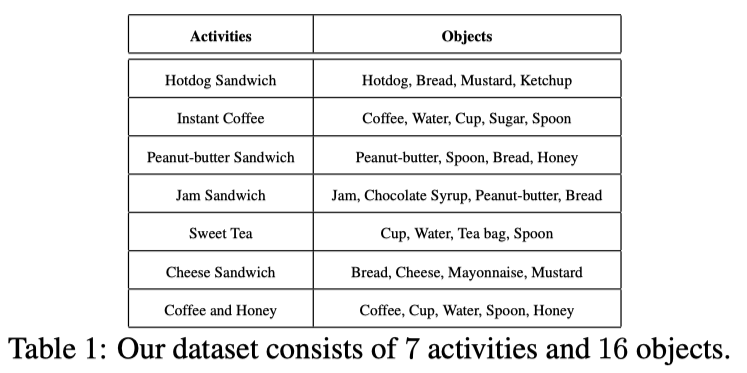 Activities Objects
Hotdog Sandwich Hotdog, Bread, Mustard, Ketchup
Instant Coffee Coffee, Water, Cup, Sugar, Spoon
Peanut-butter Sandwich Peanut-butter, Spoon, Bread, Honey
Jam Sandwich Jam, Chocolate Syrup, Peanut-butter, Bread
Sweet Tea Cup, Water, Tea bag, Spoon
Cheese Sandwich Bread, Cheese, Mayonnaise, Mustard
Coffee and Honey Coffee, Cup, Water, Spoon, Honey
Table 1: Our dataset consists of 7 activities and 16 objects.